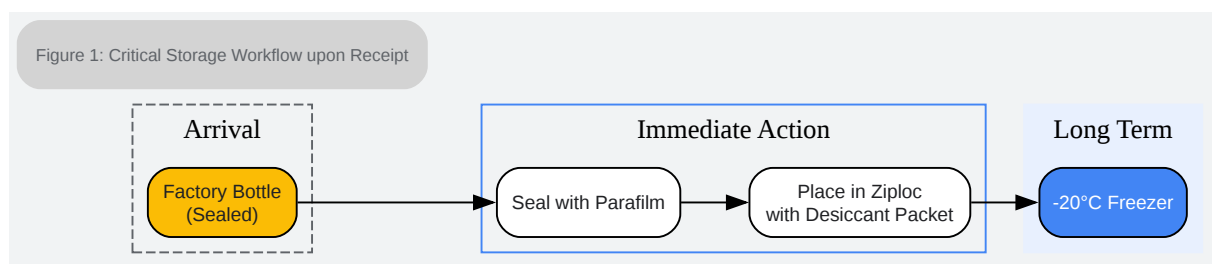 Figure 1: Critical Storage Workflow upon Receipt
Arrival
Factory Bottle
(Sealed)
Immediate Action
Seal with Parafilm
Place in Ziploc
with Desiccant Packet
Long Term
-20°C Freezer